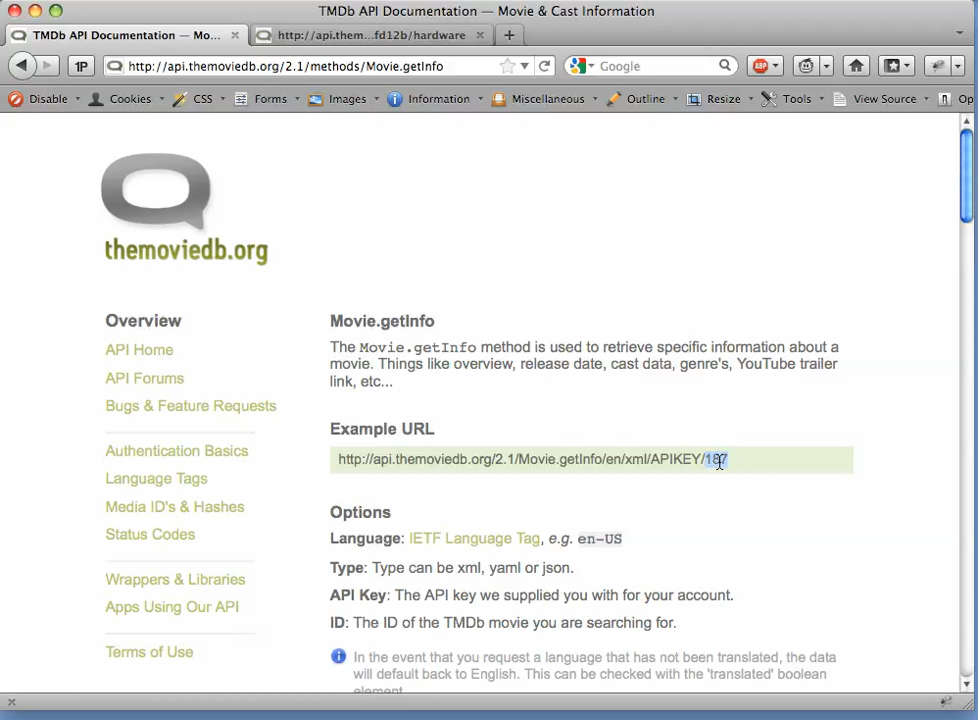 TMDb API Documentation — Movie & Cast Information
TMDb API Documentation — Mo...
http://api.them...fd12b/hardware
1P
http://api.themoviedb.org/2.1/methods/Movie.getInfo
Google
ABP
Disable
Cookies
CSS
Forms
Images
Information
Miscellaneous
Outline
Resize
Tools
View Source
Op
themoviedb.org
Overview
API Home
API Forums
Bugs & Feature Requests
Authentication Basics
Search Tags
Media ID's & Hashes
Status Codes
Wrappers & Libraries
Apps Using Our API
Terms of Use
Movie.getInfo
The Movie.getInfo method is used to retrieve specific information about a
movie. Things like overview, release date, cast data, genre's, YouTube trailer
link, etc...
Example URL
http://api.themoviedb.org/2.1/Movie.getInfo/en/xml/APIKEY/187
Options
Language: IETF Language Tag, e.g. en-US
Type: Type can be xml, yaml or json.
API Key: The API key we supplied you with for your account.
ID: The ID of the TMDb movie you are searching for.
In the event that you request a language that has not been translated, the data
will default back to English. This can be checked with the 'translated' boolean
element.